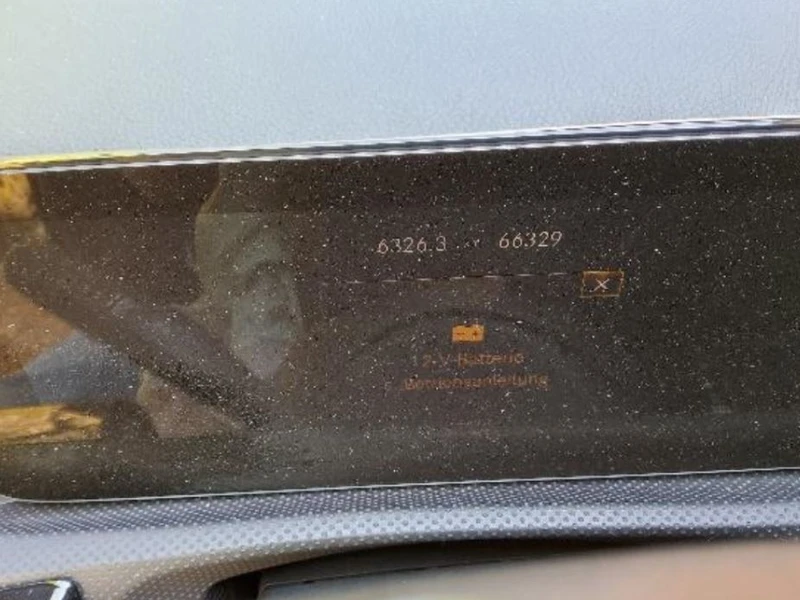 6326.3 66329
12-V-Batterie
Betriebsanleitung